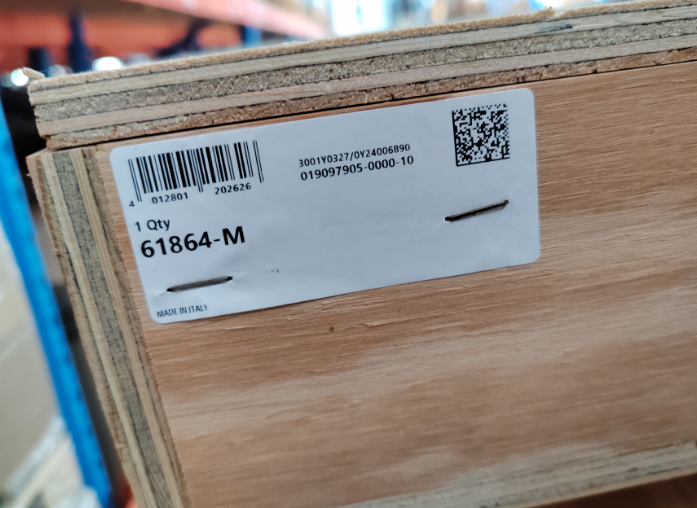 4 012801 202626
3001Y0327/0Y24006890
019097905-0000-10
1 Qty
61864-M
MADE IN ITALY